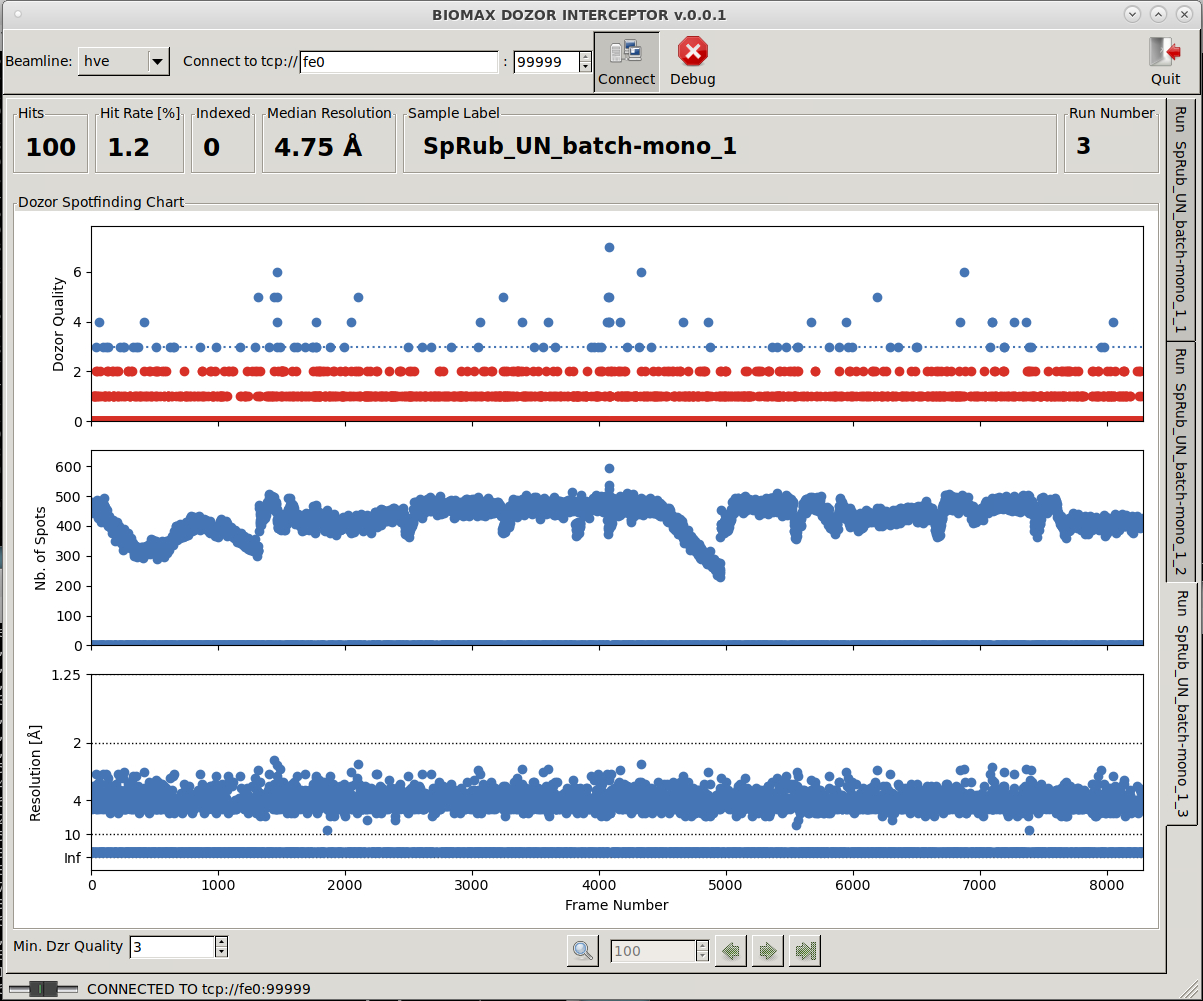 BIOMAX DOZOR INTERCEPTOR v.0.0.1
Beamline: hve Connect to tcp:// fe0 : 99999 Connect Debug Quit
Hits Hit Rate [%] Indexed Median Resolution Sample Label Run Number
100 1.2 0 4.75 Å SpRub_UN_batch-mono_1 3
Run SpRub_UN_batch-mono_1_1
Run SpRub_UN_batch-mono_1_2
Run SpRub_UN_batch-mono_1_3
Dozor Spotfinding Chart
Dozor Quality
6
4
2
0
Nb. of Spots
600
500
400
300
200
100
0
Resolution [Å]
1.25
2
4
10
Inf
0 1000 2000 3000 4000 5000 6000 7000 8000
Frame Number
Min. Dzr Quality 3 100
CONNECTED TO tcp://fe0:99999